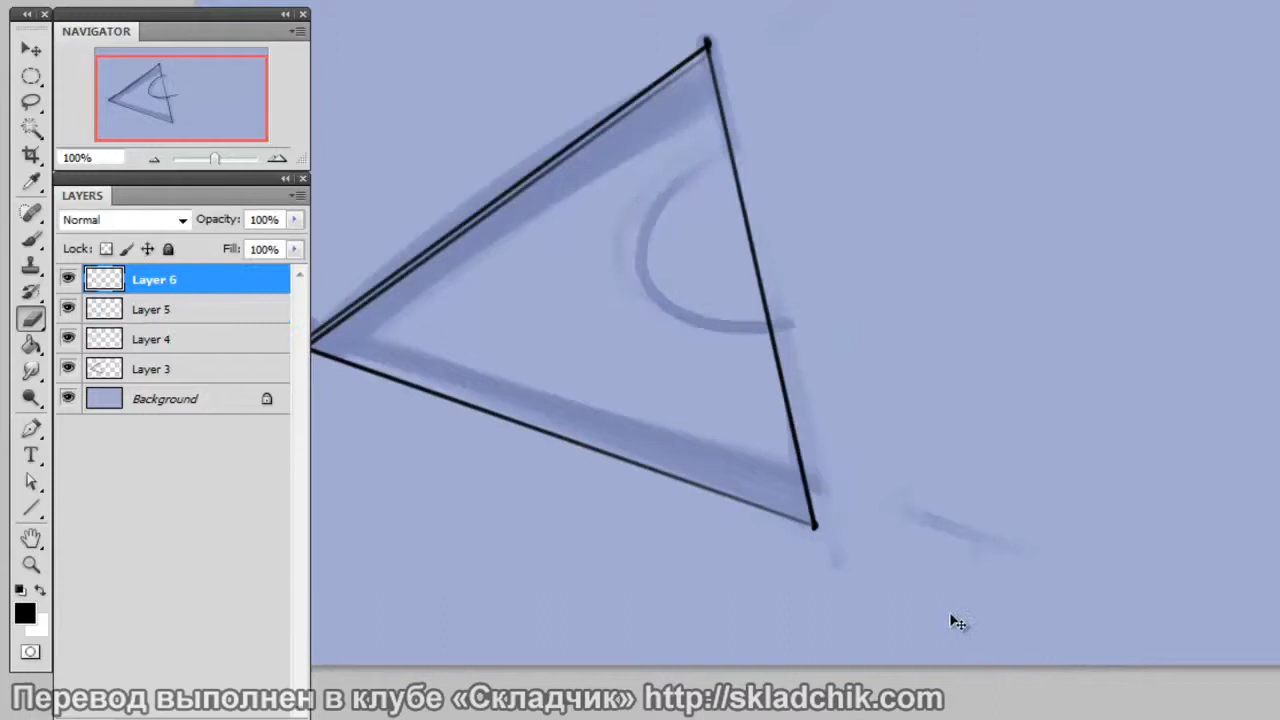 NAVIGATOR
100%
LAYERS
Normal Opacity: 100%
Lock: Fill: 100%
Layer 6
Layer 5
Layer 4
Layer 3
Background
T
Перевод выполнен в клубе «Складчик» http://skladchik.com